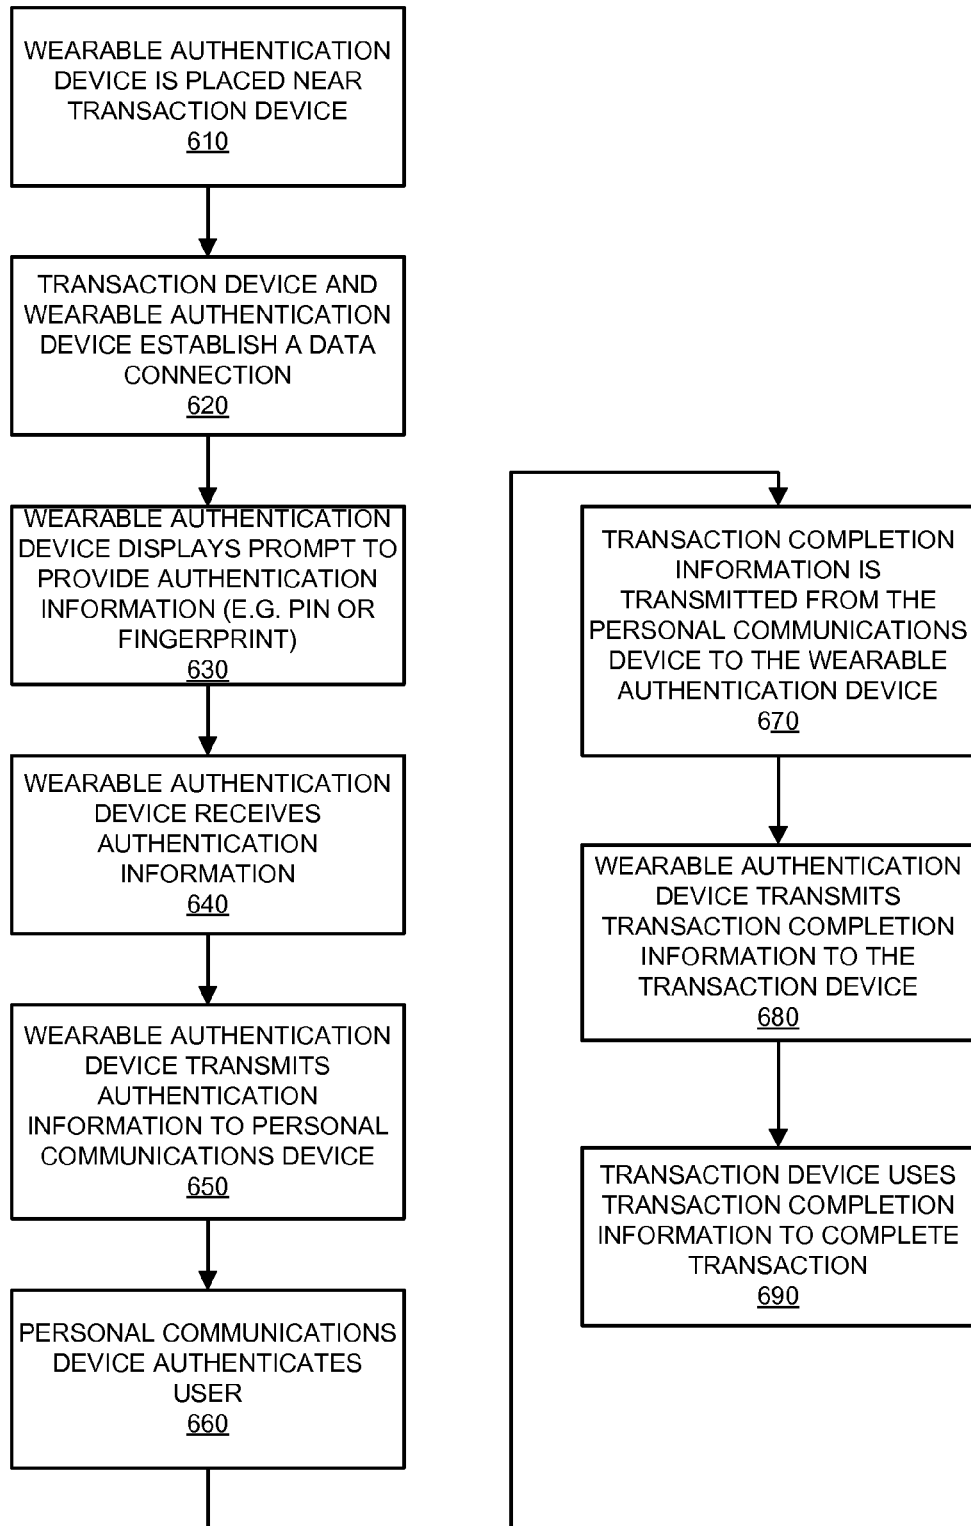 WEARABLE AUTHENTICATION
DEVICE IS PLACED NEAR
TRANSACTION DEVICE
610
TRANSACTION DEVICE AND
WEARABLE AUTHENTICATION
DEVICE ESTABLISH A DATA
CONNECTION
620
WEARABLE AUTHENTICATION
DEVICE DISPLAYS PROMPT TO
PROVIDE AUTHENTICATION
INFORMATION (E.G. PIN OR
FINGERPRINT)
630
WEARABLE AUTHENTICATION
DEVICE RECEIVES
AUTHENTICATION
INFORMATION
640
WEARABLE AUTHENTICATION
DEVICE TRANSMITS
AUTHENTICATION
INFORMATION TO PERSONAL
COMMUNICATIONS DEVICE
650
PERSONAL COMMUNICATIONS
DEVICE AUTHENTICATES
USER
660
TRANSACTION COMPLETION
INFORMATION IS
TRANSMITTED FROM THE
PERSONAL COMMUNICATIONS
DEVICE TO THE WEARABLE
AUTHENTICATION DEVICE
670
WEARABLE AUTHENTICATION
DEVICE TRANSMITS
TRANSACTION COMPLETION
INFORMATION TO THE
TRANSACTION DEVICE
680
TRANSACTION DEVICE USES
TRANSACTION COMPLETION
INFORMATION TO COMPLETE
TRANSACTION
690